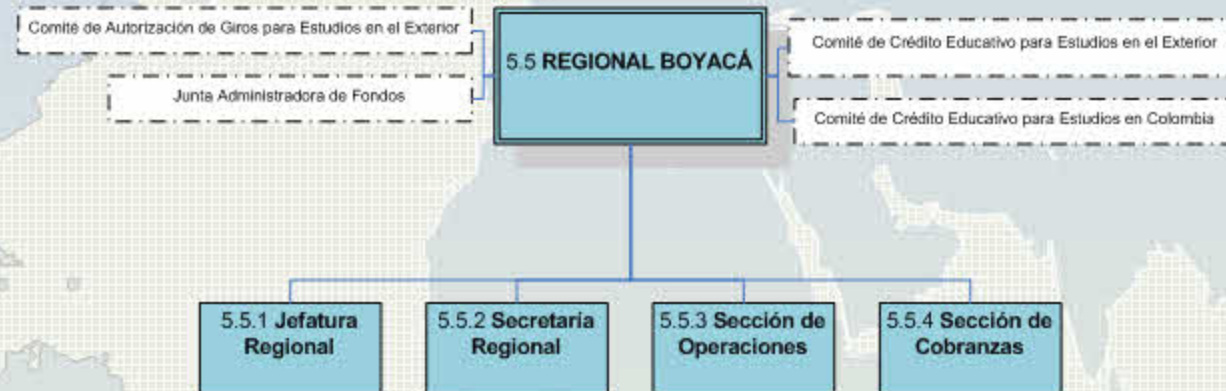 Comité de Autorización de Giros para Estudios en el Exterior
Junta Administradora de Fondos
5.5 REGIONAL BOYACÁ
Comité de Crédito Educativo para Estudios en el Exterior
Comité de Crédito Educativo para Estudios en Colombia
5.5.1 Jefatura
Regional
5.5.2 Secretaría
Regional
5.5.3 Sección de
Operaciones
5.5.4 Sección de
Cobranzas